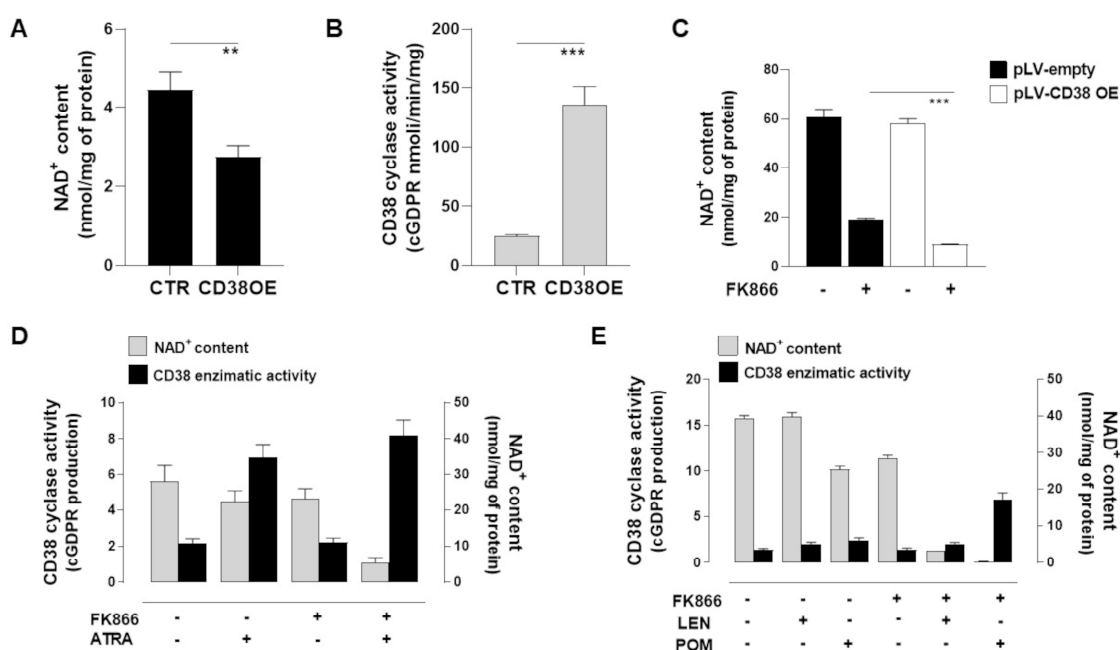 A
NAD+ content
(nmol/mg of protein)
6
4
2
0
**
CTR CD38OE
B
CD38 cyclase activity
(cGDPR nmoli/min/mg)
200
150
100
50
0
***
CTR CD38OE
C
pLV-empty
pLV-CD38 OE
NAD+ content
(nmol/mg of protein)
80
60
40
20
0
***
FK866 - + - +
D
NAD+ content
CD38 enzimatic activity
CD38 cyclase activity
(cGDPR production)
10
8
6
4
2
0
50
40
30
20
10
0
NAD+ content
(nmol/mg of protein)
FK866 - - + +
ATRA - + - +
E
NAD+ content
CD38 enzimatic activity
CD38 cyclase activity
(cGDPR production)
20
15
10
5
0
50
40
30
20
10
0
NAD+ content
(nmol/mg of protein)
FK866 - - - + + +
LEN - + - - + -
POM - - + - - +